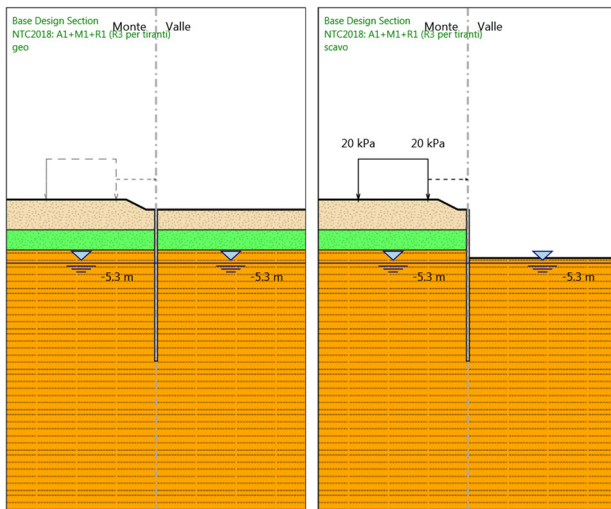 Base Design Section
Monte Valle
NTC2018: A1+M1+R1 (R3 per tiranti)
geo
-5.3 m
-5.3 m
Base Design Section
Monte Valle
NTC2018: A1+M1+R1 (R3 per tiranti)
scavo
20 kPa 20 kPa
-5.3 m
-5.3 m